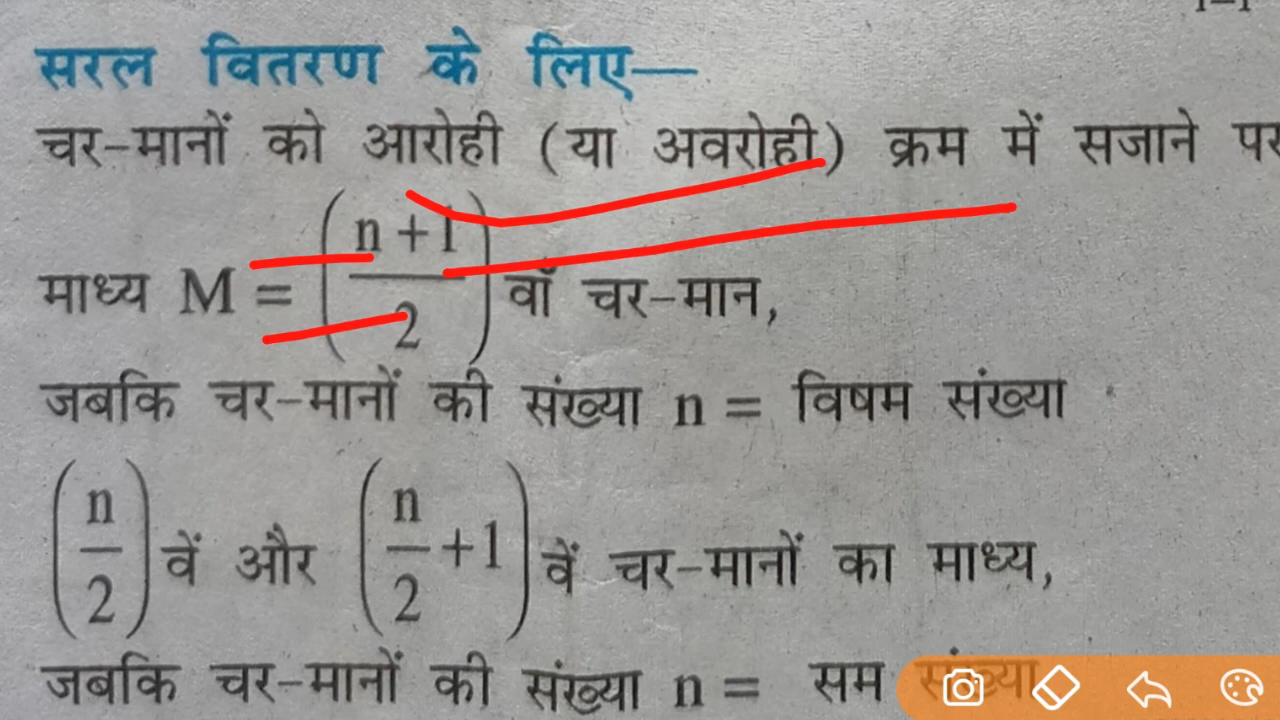 सरल वितरण के लिए—
चर-मानों को आरोही (या अवरोही) क्रम में सजाने पर
माध्य M = (n + 1 / 2) वाँ चर-मान,
जबकि चर-मानों की संख्या n = विषम संख्या
(n / 2) वें और (n / 2 + 1) वें चर-मानों का माध्य,
जबकि चर-मानों की संख्या n = सम संख्या